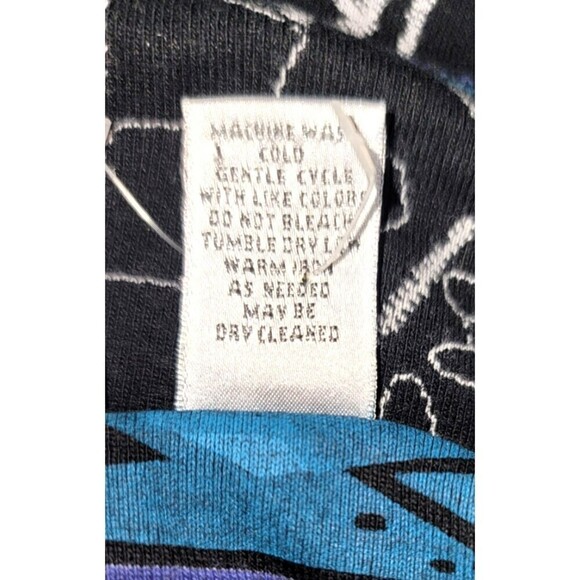 MACHINE WAS
COLD
GENTLE CYCLE
WITH LIKE COLORS
DO NOT BLEACH
TUMBLE DRY LOW
WARM IRON
AS NEEDED
MAY BE
DRY CLEANED